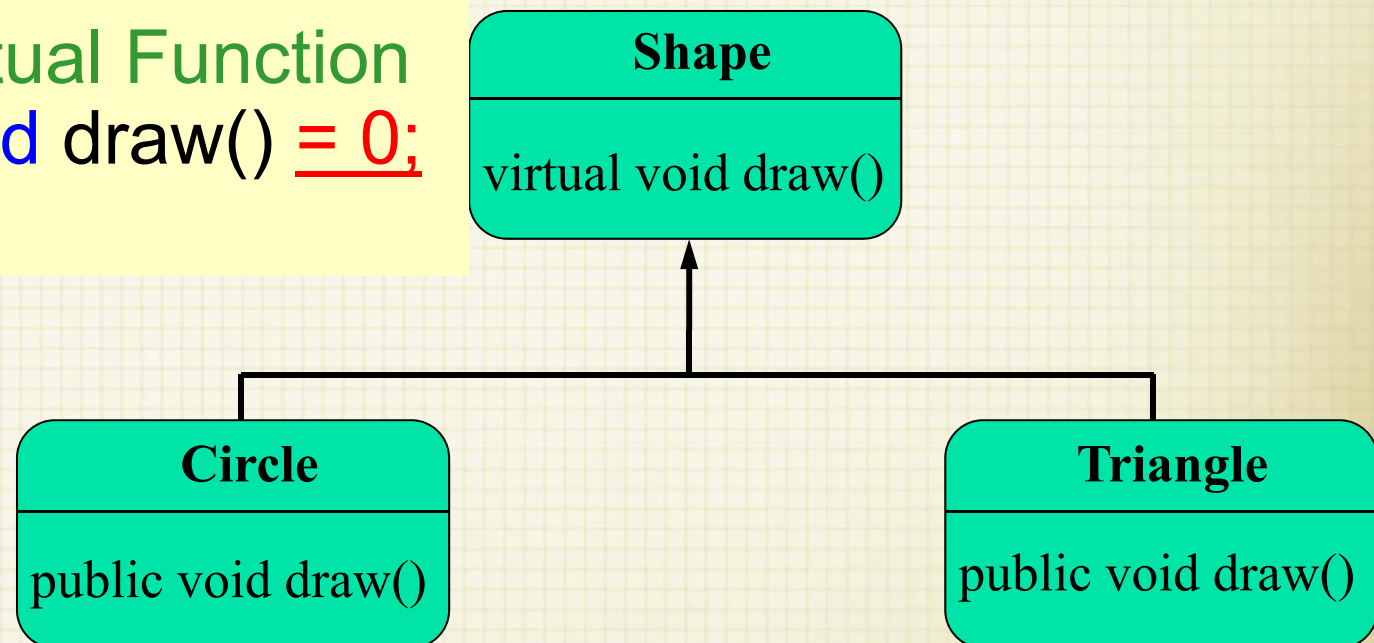 tual Function
d draw() = 0;
Shape
virtual void draw()
Circle
public void draw()
Triangle
public void draw()